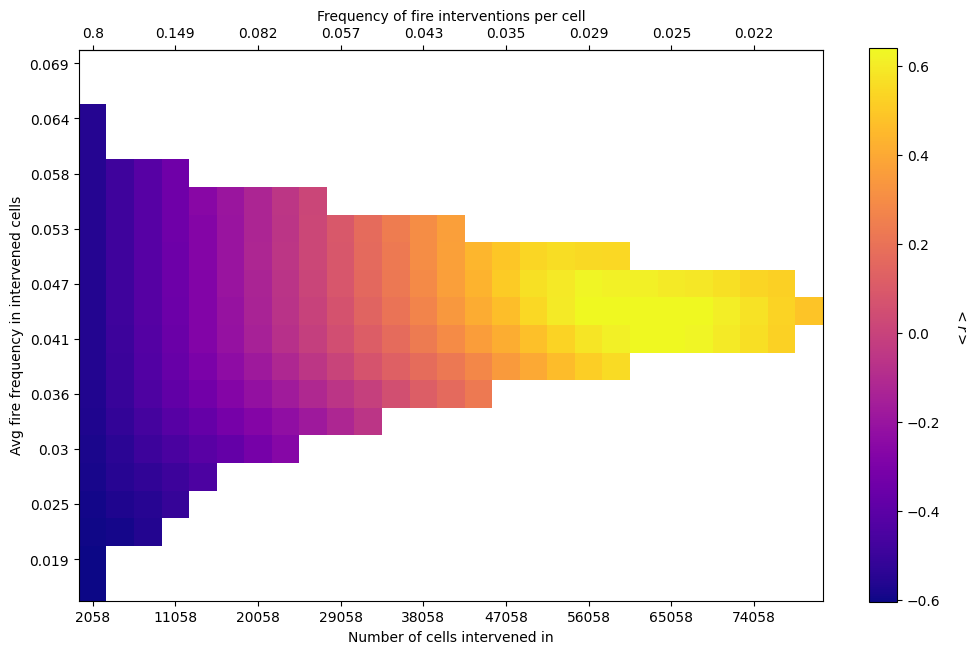 Frequency of fire interventions per cell
0.8 0.149 0.082 0.057 0.043 0.035 0.029 0.025 0.022
Avg fire frequency in intervened cells
0.069
0.064
0.058
0.053
0.047
0.041
0.036
0.03
0.025
0.019
2058 11058 20058 29058 38058 47058 56058 65058 74058
Number of cells intervened in
0.6
0.4
0.2
0.0
−0.2
−0.4
−0.6
< r >